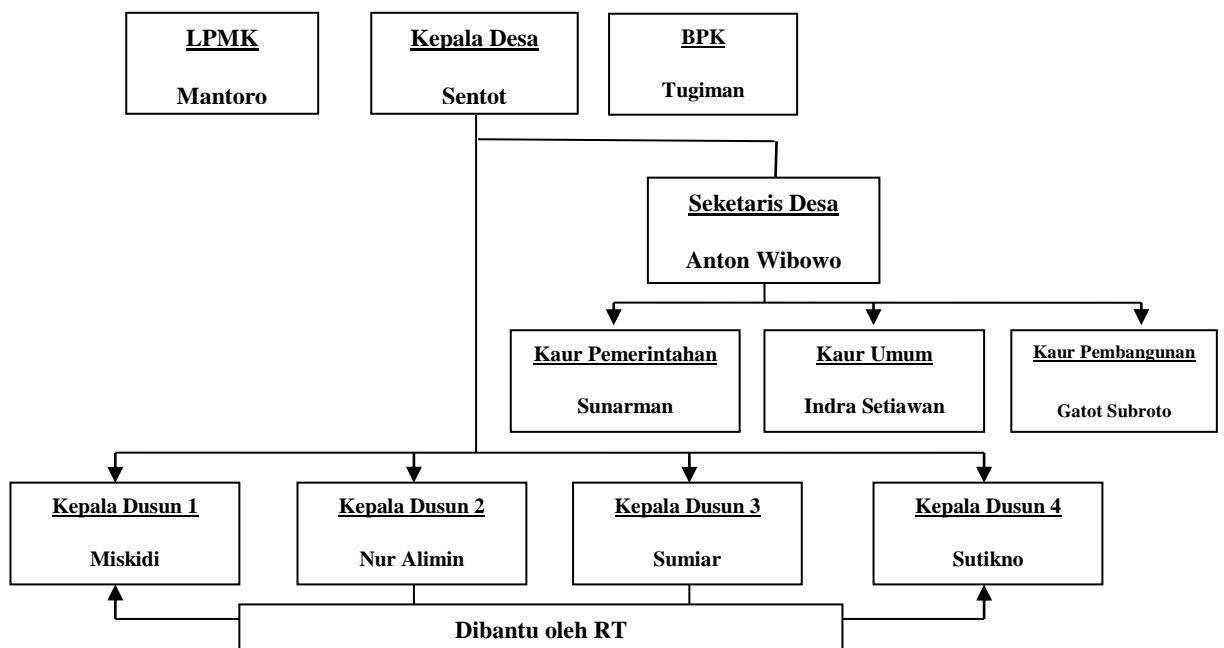 LPMK
Mantoro
Kepala Desa
Sentot
BPK
Tugiman
Seketaris Desa
Anton Wibowo
Kaur Pemerintahan
Sunarman
Kaur Umum
Indra Setiawan
Kaur Pembangunan
Gatot Subroto
Kepala Dusun 1
Miskidi
Kepala Dusun 2
Nur Alimin
Kepala Dusun 3
Sumiar
Kepala Dusun 4
Sutikno
Dibantu oleh RT